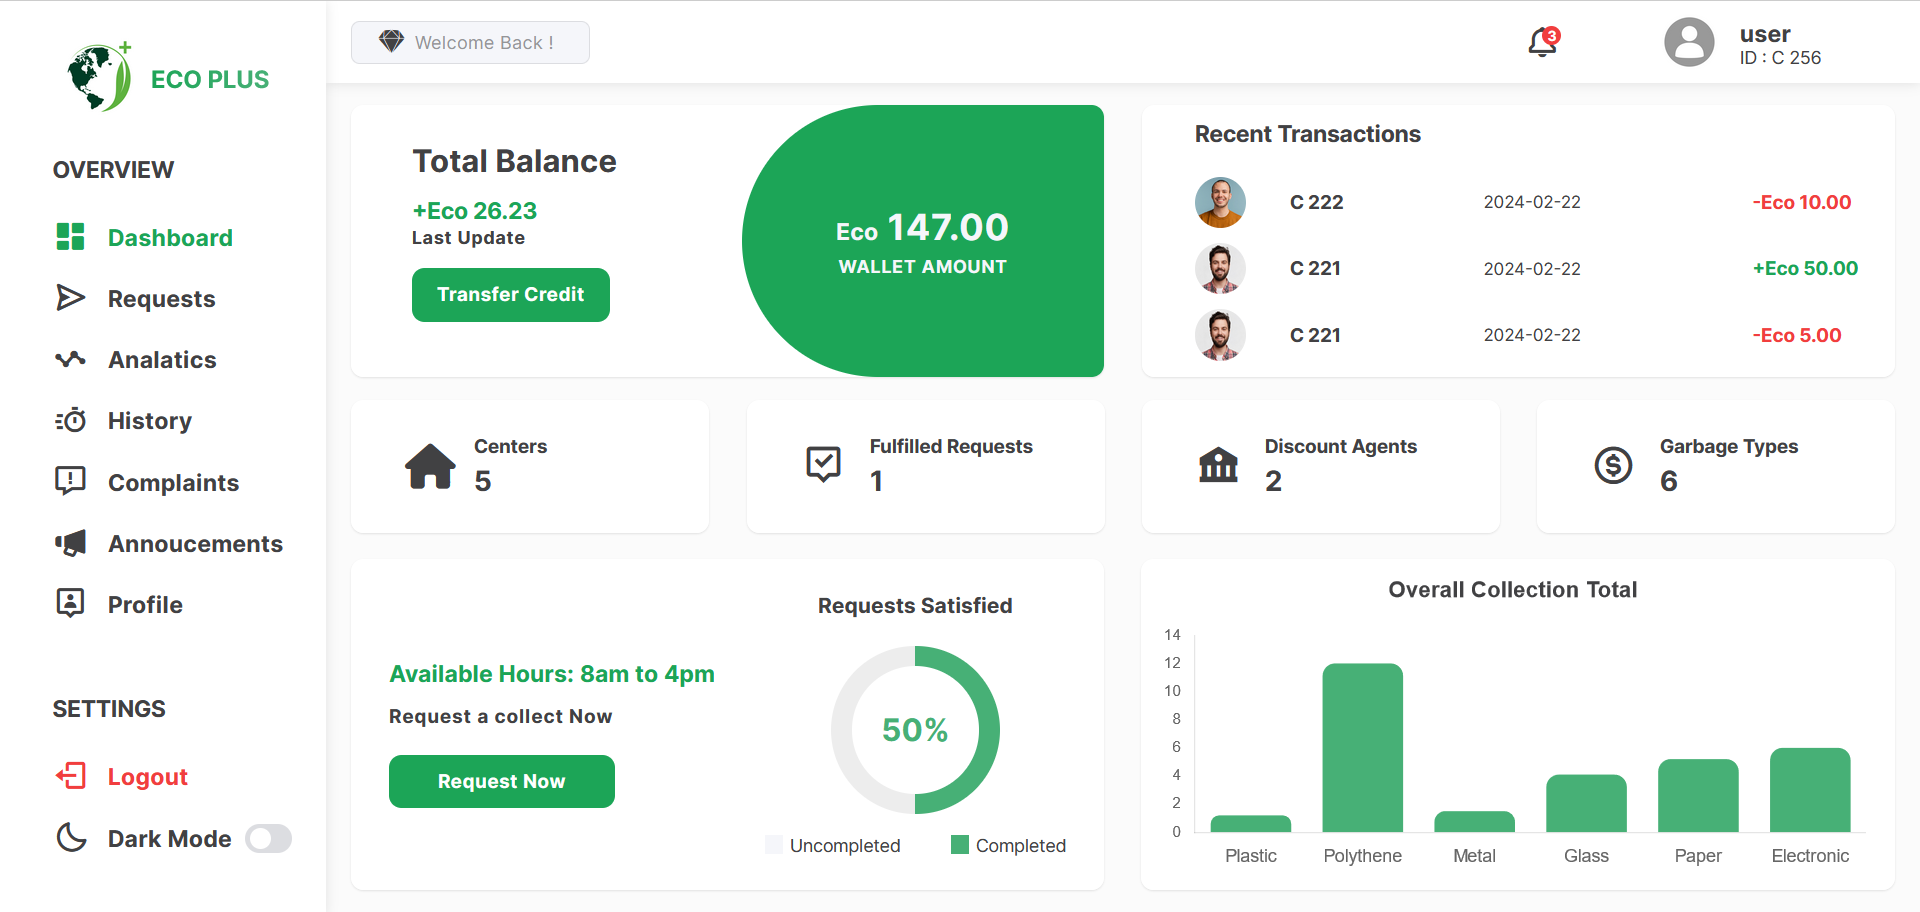 ECO PLUS
OVERVIEW
Dashboard
Requests
Analatics
History
Complaints
Annoucements
Profile
SETTINGS
Logout
Dark Mode
Welcome Back !
3
user
ID : C 256
Total Balance
+Eco 26.23
Last Update
Transfer Credit
Eco 147.00
WALLET AMOUNT
Recent Transactions
C 222 2024-02-22 -Eco 10.00
C 221 2024-02-22 +Eco 50.00
C 221 2024-02-22 -Eco 5.00
Centers
5
Fulfilled Requests
1
Discount Agents
2
Garbage Types
6
Available Hours: 8am to 4pm
Request a collect Now
Request Now
Requests Satisfied
50%
Uncompleted Completed
Overall Collection Total
14
12
10
8
6
4
2
0
Plastic Polythene Metal Glass Paper Electronic